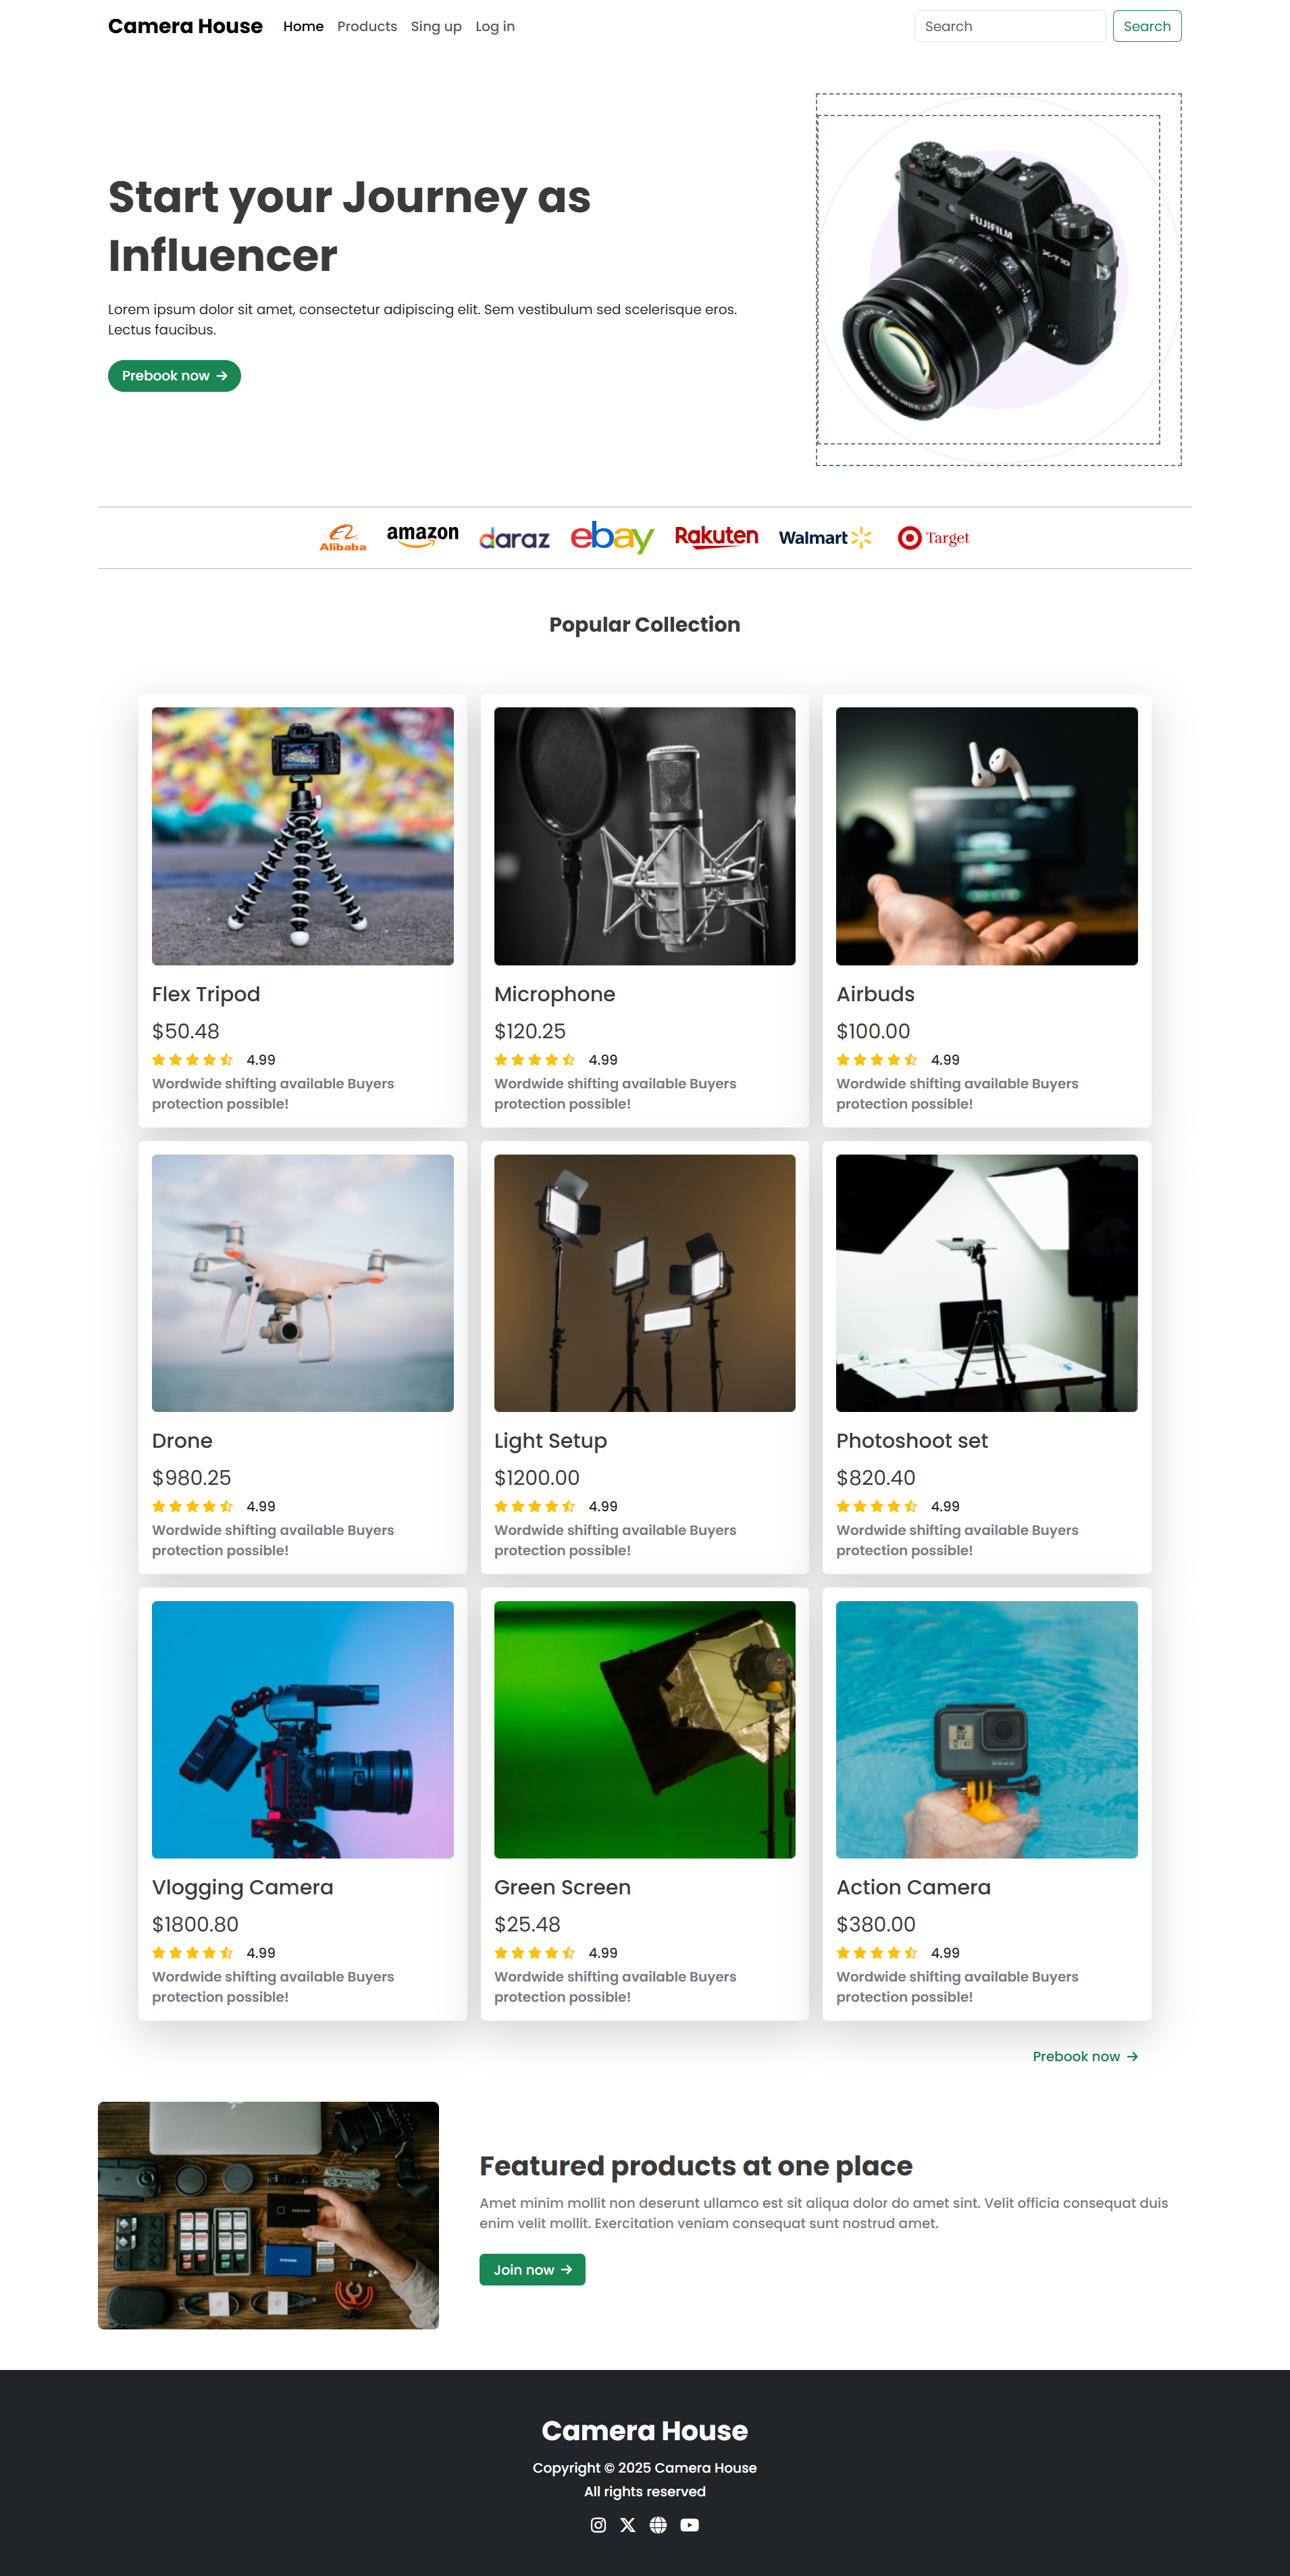 Camera House
Home
Products
Sing up
Log in
Search
Search
Start your Journey as
Influencer
Lorem ipsum dolor sit amet, consectetur adipiscing elit. Sem vestibulum sed scelerisque eros.
Lectus faucibus.
Prebook now
FUJIFILM
X-T10
Alibaba
amazon
daraz
ebay
Rakuten
Walmart
Target
Popular Collection
Flex Tripod
$50.48
4.99
Wordwide shifting available Buyers
protection possible!
Microphone
$120.25
4.99
Wordwide shifting available Buyers
protection possible!
Airbuds
$100.00
4.99
Wordwide shifting available Buyers
protection possible!
Drone
$980.25
4.99
Wordwide shifting available Buyers
protection possible!
Light Setup
$1200.00
4.99
Wordwide shifting available Buyers
protection possible!
Photoshoot set
$820.40
4.99
Wordwide shifting available Buyers
protection possible!
Vlogging Camera
$1800.80
4.99
Wordwide shifting available Buyers
protection possible!
Green Screen
$25.48
4.99
Wordwide shifting available Buyers
protection possible!
Action Camera
$380.00
4.99
Wordwide shifting available Buyers
protection possible!
Prebook now
Featured products at one place
Amet minim mollit non deserunt ullamco est sit aliqua dolor do amet sint. Velit officia consequat duis
enim velit mollit. Exercitation veniam consequat sunt nostrud amet.
Join now
Camera House
Copyright © 2025 Camera House
All rights reserved